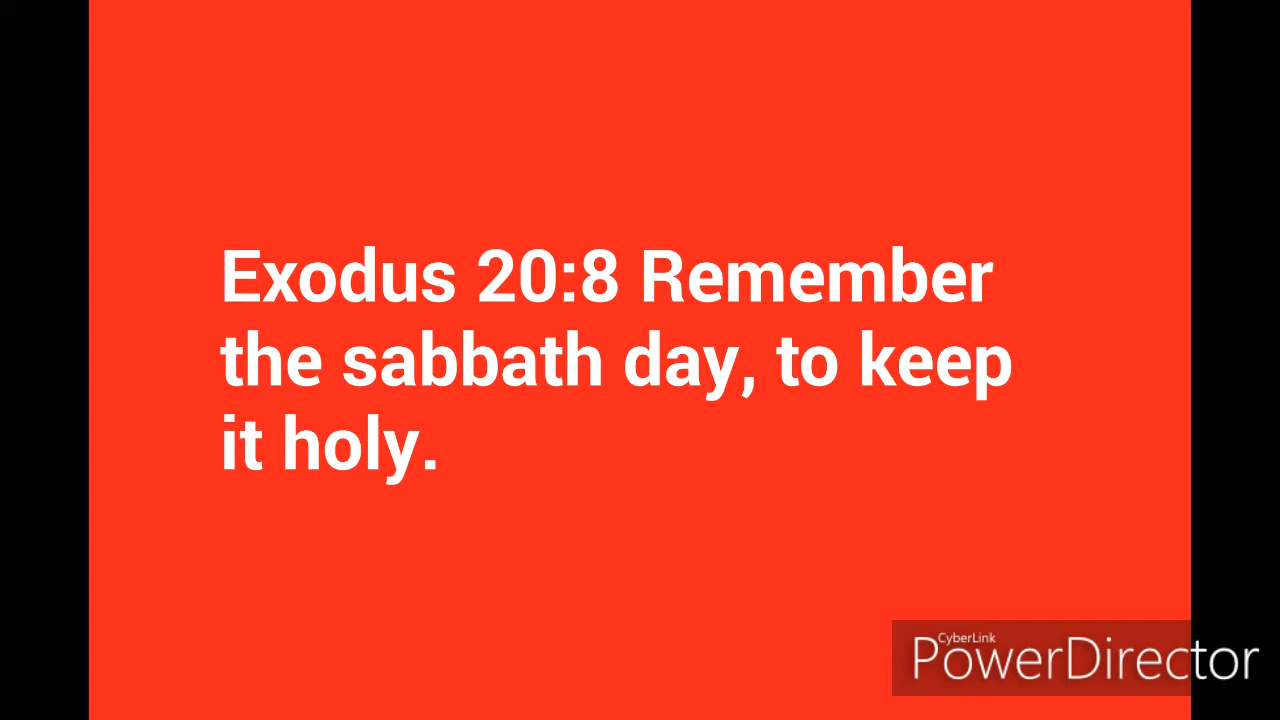 Exodus 20:8 Remember
the sabbath day, to keep
it holy.
CyberLink
PowerDirector